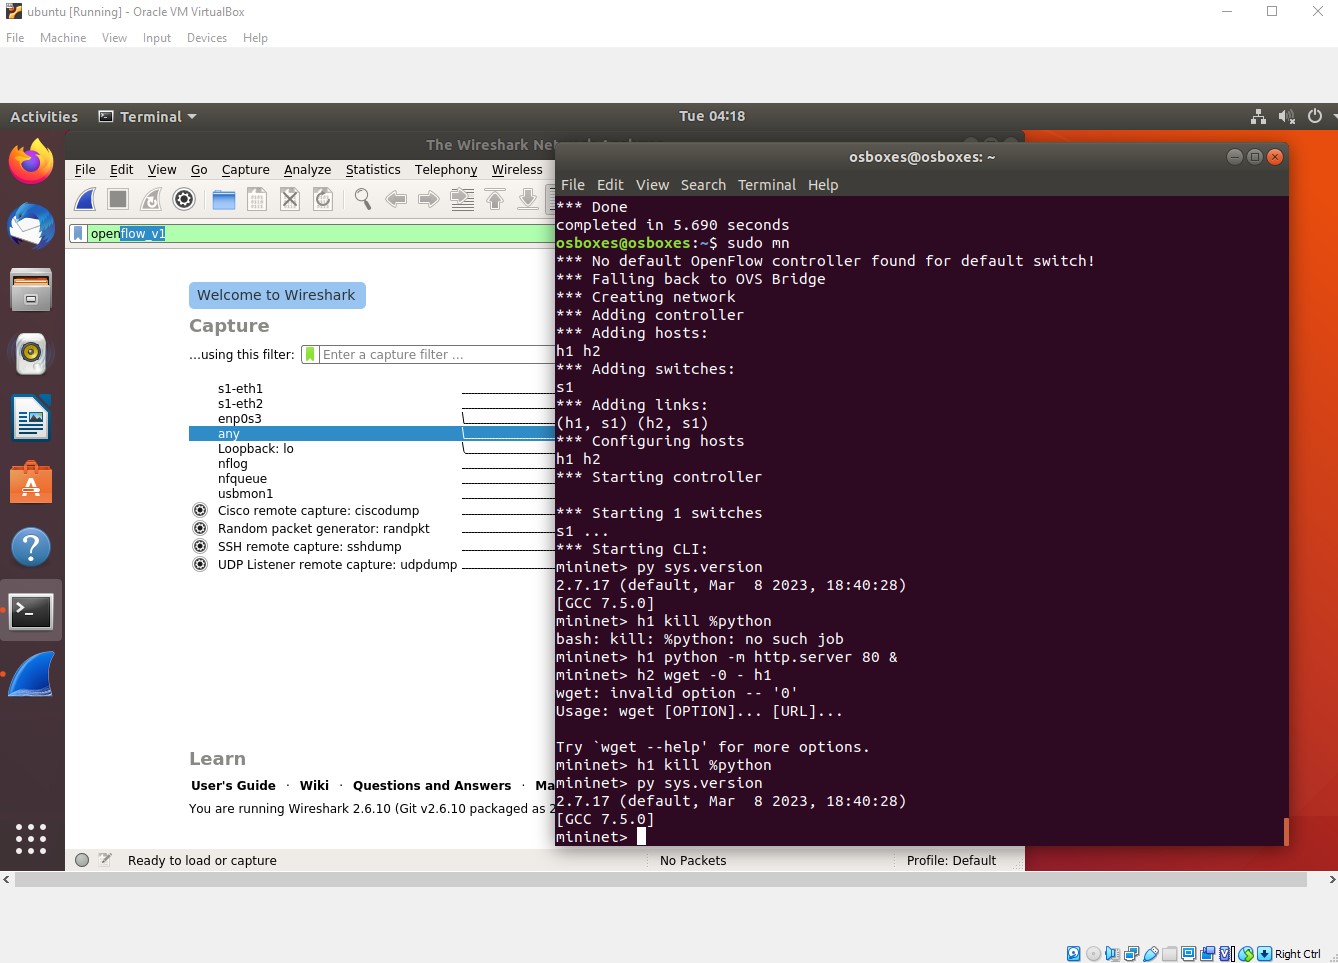 ubuntu [Running] - Oracle VM VirtualBox
File Machine View Input Devices Help
Activities Terminal Tue 04:18
The Wireshark Net
File Edit View Go Capture Analyze Statistics Telephony Wireless
openflow_v1
Welcome to Wireshark
Capture
...using this filter: Enter a capture filter ...
s1-eth1
s1-eth2
enp0s3
any
Loopback: lo
nflog
nfqueue
usbmon1
Cisco remote capture: ciscodump
Random packet generator: randpkt
SSH remote capture: sshdump
UDP Listener remote capture: udpdump
Learn
User's Guide · Wiki · Questions and Answers · Ma
You are running Wireshark 2.6.10 (Git v2.6.10 packaged as 2
Ready to load or capture No Packets Profile: Default
osboxes@osboxes: ~
File Edit View Search Terminal Help
*** Done
completed in 5.690 seconds
osboxes@osboxes:~$ sudo mn
*** No default OpenFlow controller found for default switch!
*** Falling back to OVS Bridge
*** Creating network
*** Adding controller
*** Adding hosts:
h1 h2
*** Adding switches:
s1
*** Adding links:
(h1, s1) (h2, s1)
*** Configuring hosts
h1 h2
*** Starting controller
*** Starting 1 switches
s1 ...
*** Starting CLI:
mininet> py sys.version
2.7.17 (default, Mar  8 2023, 18:40:28)
[GCC 7.5.0]
mininet> h1 kill %python
bash: kill: %python: no such job
mininet> h1 python -m http.server 80 &
mininet> h2 wget -0 - h1
wget: invalid option -- '0'
Usage: wget [OPTION]... [URL]...
Try `wget --help' for more options.
mininet> h1 kill %python
mininet> py sys.version
2.7.17 (default, Mar  8 2023, 18:40:28)
[GCC 7.5.0]
mininet>
Right Ctrl